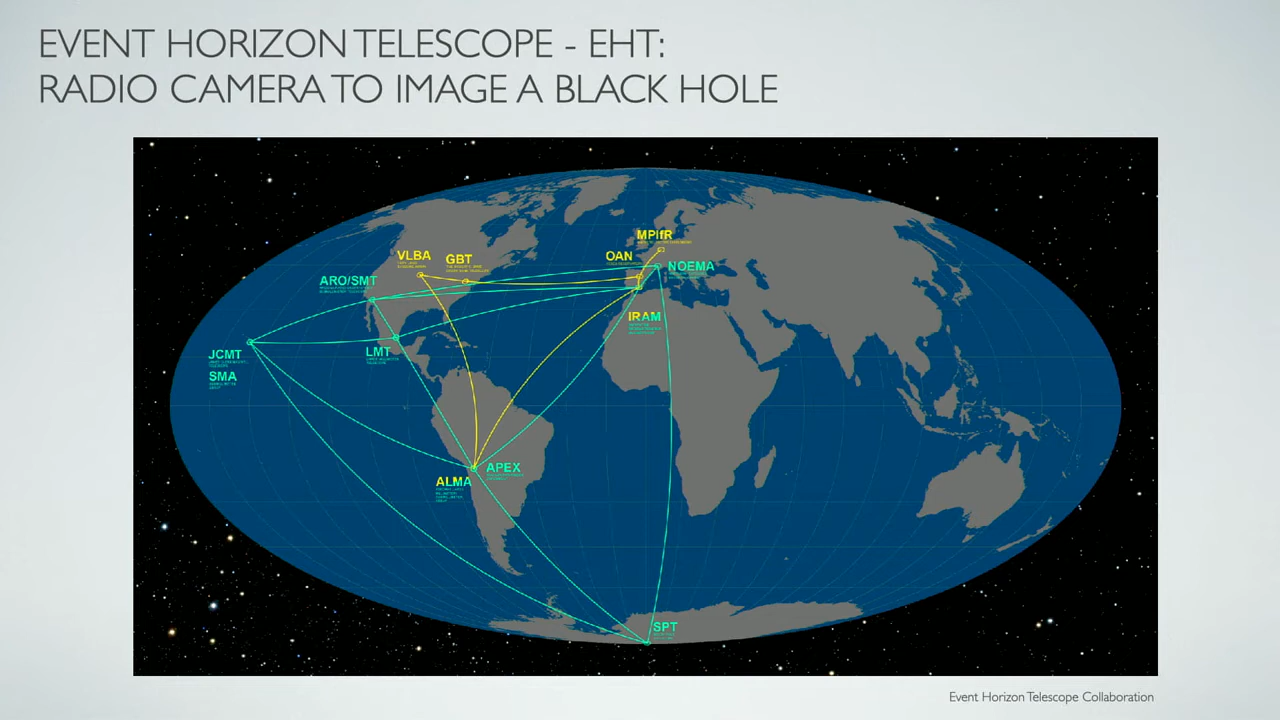 EVENT HORIZON TELESCOPE - EHT:
RADIO CAMERA TO IMAGE A BLACK HOLE
MPIfR
VLBA
GBT
OAN
NOEMA
ARO/SMT
IRAM
LMT
JCMT
SMA
APEX
ALMA
SPT
Event Horizon Telescope Collaboration